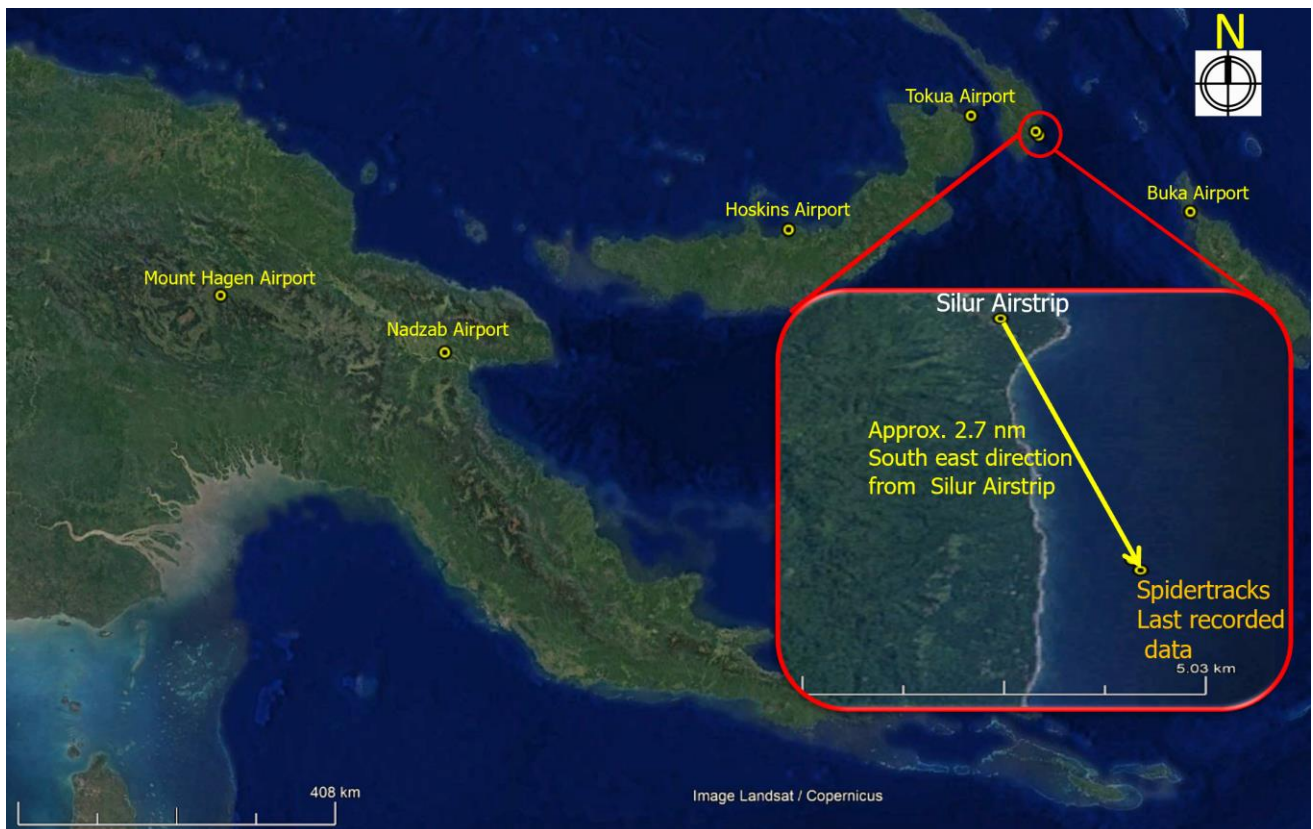 N
Tokua Airport
Buka Airport
Hoskins Airport
Mount Hagen Airport
Nadzab Airport
Silur Airstrip
Approx. 2.7 nm
South east direction
from Silur Airstrip
Spidertracks
Last recorded
data
5.03 km
408 km
Image Landsat / Copernicus